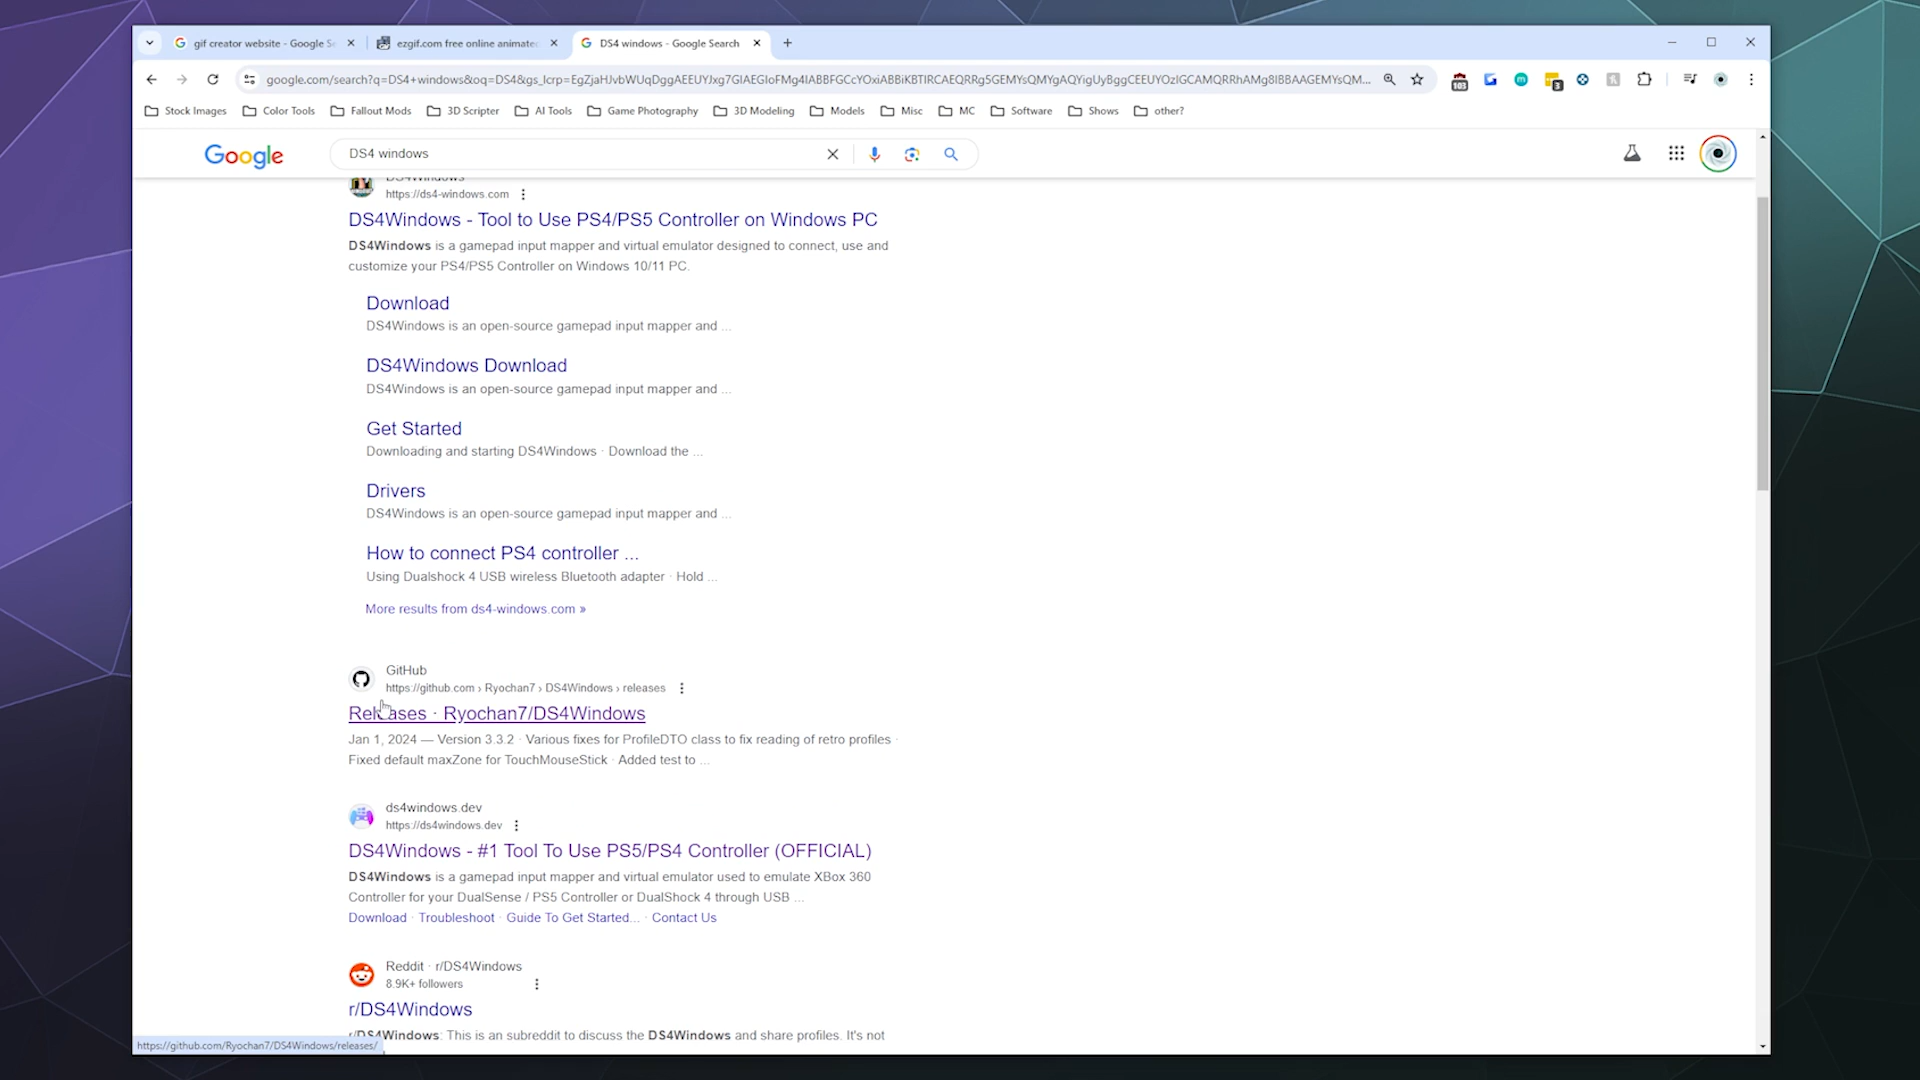 gif creator website - Google Se
ezgif.com free online animated
DS4 windows - Google Search
google.com/search?q=DS4+windows&oq=DS4&gs_lcrp=EgZjaHJvbWUqDggAEEUYJxg7GIAEGIoFMg4IABBFGCcYOxiABBiKBTIRCAEQRRg5GEMYsQMYgAQYigUyBggCEEUYOzIGCAMQRRhAMg8IBBAAGEMYsQM...
103
3
Stock Images
Color Tools
Fallout Mods
3D Scripter
AI Tools
Game Photography
3D Modeling
Models
Misc
MC
Software
Shows
other?
Google
DS4 windows
DS4Windows
https://ds4-windows.com
DS4Windows - Tool to Use PS4/PS5 Controller on Windows PC
DS4Windows is a gamepad input mapper and virtual emulator designed to connect, use and
customize your PS4/PS5 Controller on Windows 10/11 PC.
Download
DS4Windows is an open-source gamepad input mapper and ...
DS4Windows Download
DS4Windows is an open-source gamepad input mapper and ...
Get Started
Downloading and starting DS4Windows · Download the ...
Drivers
DS4Windows is an open-source gamepad input mapper and ...
How to connect PS4 controller ...
Using Dualshock 4 USB wireless Bluetooth adapter · Hold ...
More results from ds4-windows.com »
GitHub
https://github.com › Ryochan7 › DS4Windows › releases
Releases · Ryochan7/DS4Windows
Jan 1, 2024 — Version 3.3.2 · Various fixes for ProfileDTO class to fix reading of retro profiles ·
Fixed default maxZone for TouchMouseStick · Added test to ...
ds4windows.dev
https://ds4windows.dev
DS4Windows - #1 Tool To Use PS5/PS4 Controller (OFFICIAL)
DS4Windows is a gamepad input mapper and virtual emulator used to emulate XBox 360
Controller for your DualSense / PS5 Controller or DualShock 4 through USB ...
Download · Troubleshoot · Guide To Get Started... · Contact Us
Reddit · r/DS4Windows
8.9K+ followers
r/DS4Windows
r/DS4Windows: This is an subreddit to discuss the DS4Windows and share profiles. It's not
https://github.com/Ryochan7/DS4Windows/releases/